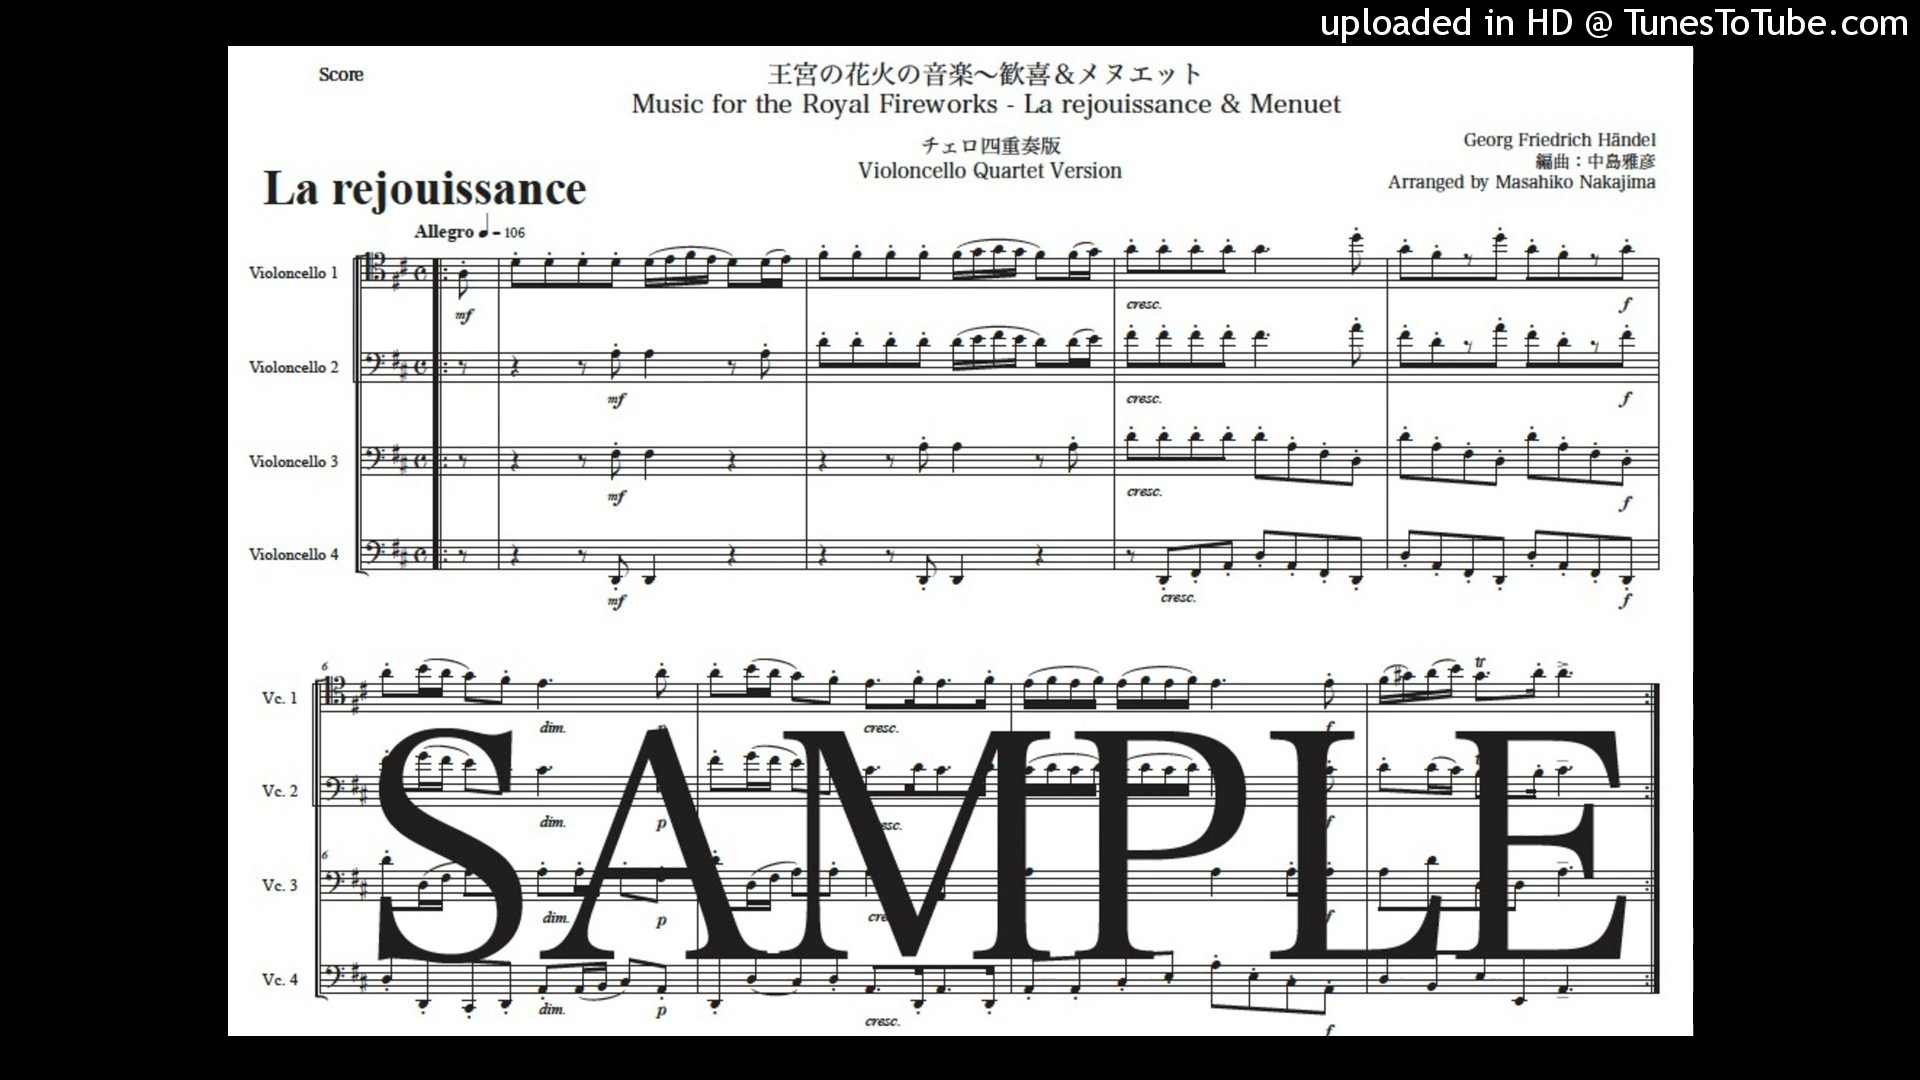 uploaded in HD @ TunesToTube.com
Score
王宮の花火の音楽～歓喜＆メヌエット
Music for the Royal Fireworks - La rejouissance & Menuet
チェロ四重奏版
Violoncello Quartet Version
Georg Friedrich Händel
編曲：中島雅彦
Arranged by Masahiko Nakajima
La rejouissance
Allegro ♩ = 106
Violoncello 1
mf
cresc.
f
Violoncello 2
mf
cresc.
f
Violoncello 3
mf
cresc.
f
Violoncello 4
mf
cresc.
f
6
Vc. 1
tr
dim.
p
cresc.
f
Vc. 2
dim.
p
cresc.
f
6
Vc. 3
dim.
p
cresc.
f
Vc. 4
dim.
p
cresc.
f
SAMPLE